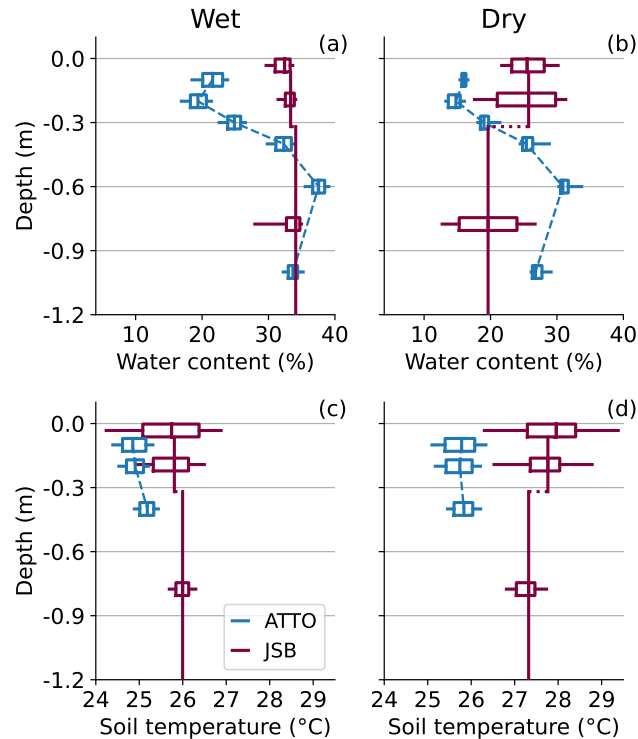 Wet Dry
(a) (b)
0.0
-0.3
-0.6
-0.9
-1.2
Depth (m)
10 20 30 40 10 20 30 40
Water content (%) Water content (%)
(c) (d)
0.0
-0.3
-0.6
-0.9
-1.2
Depth (m)
ATTO
JSB
24 25 26 27 28 29 24 25 26 27 28 29
Soil temperature (°C) Soil temperature (°C)